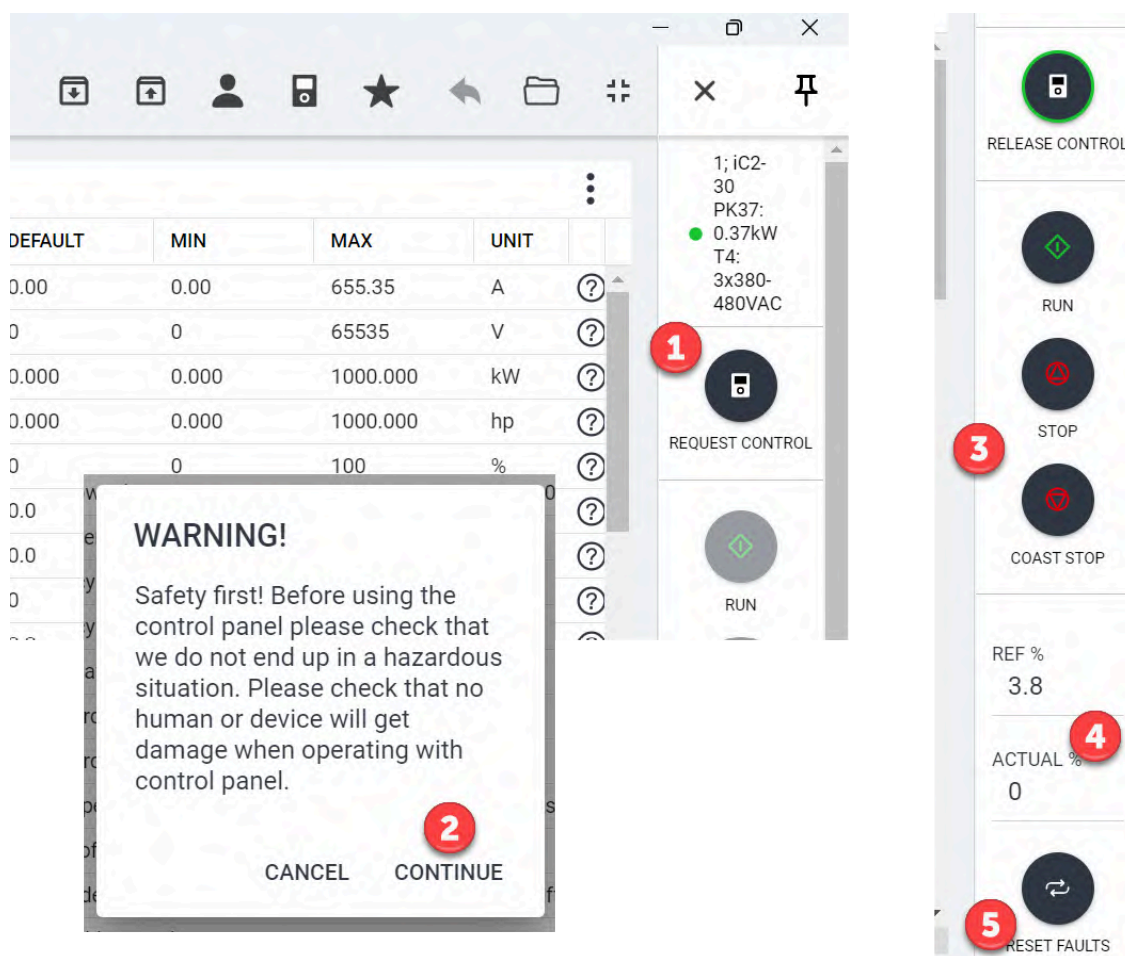 1; iC2-
30
PK37:
0.37kW
T4:
3x380-
480VAC
DEFAULT MIN MAX UNIT
0.00 0.00 655.35 A
0 0 65535 V
0.000 0.000 1000.000 kW
0.000 0.000 1000.000 hp
0 0 100 %
0.0
0.0
0
1
REQUEST CONTROL
RUN
WARNING!
Safety first! Before using the
control panel please check that
we do not end up in a hazardous
situation. Please check that no
human or device will get
damage when operating with
control panel.
2
CANCEL CONTINUE
RELEASE CONTROL
RUN
STOP
3
COAST STOP
REF %
3.8
4
ACTUAL %
0
5
RESET FAULTS